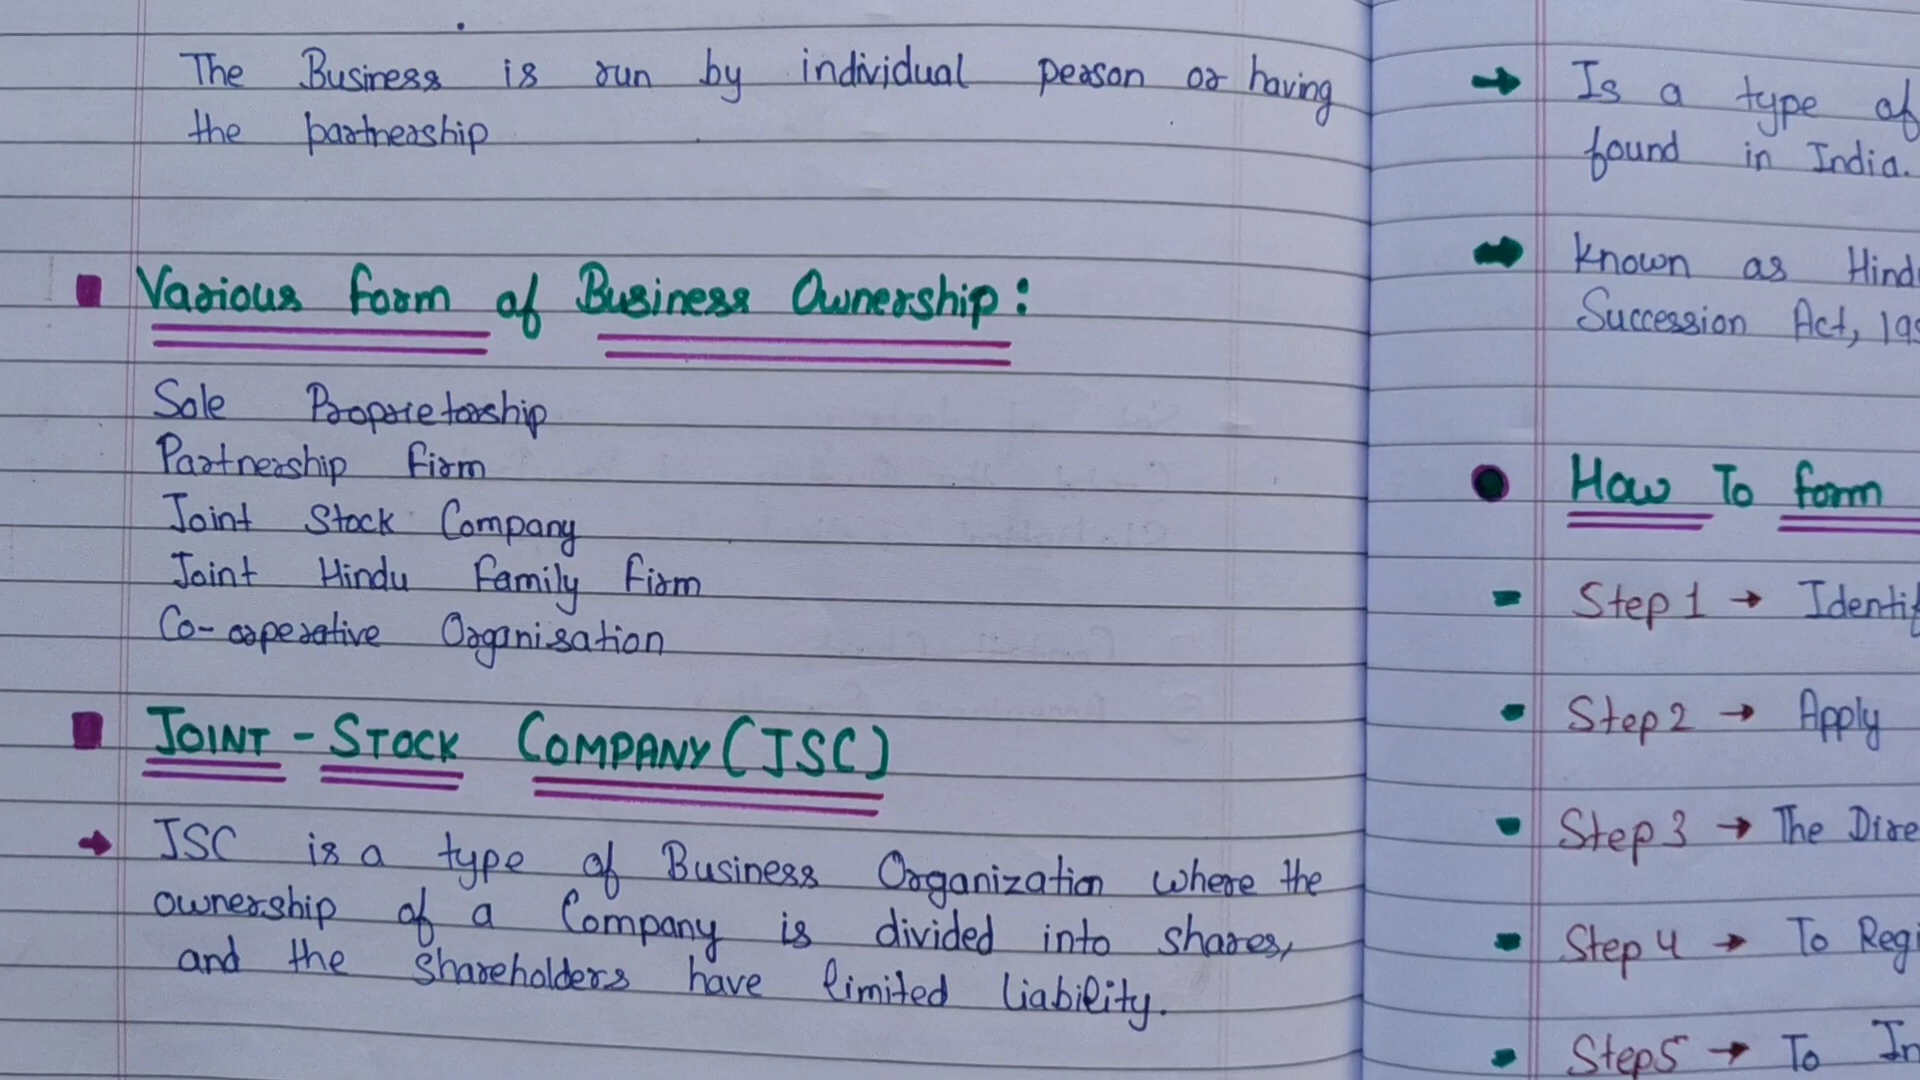 The Business is run by individual person or having
the partnership
Various form of Business Ownership:
Sole Proprietorship
Partnership firm
Joint Stock Company
Joint Hindu Family Firm
Co-operative Organisation
JOINT-STOCK COMPANY (JSC)
JSC is a type of Business Organization where the
ownership of a Company is divided into shares,
and the shareholders have limited liability.
Is a type of
found in India.
Known as
Succession Act,
How To form
Step 1 →
Step 2 → Apply
Step 3 → The
Step 4 → To
Step 5 → To